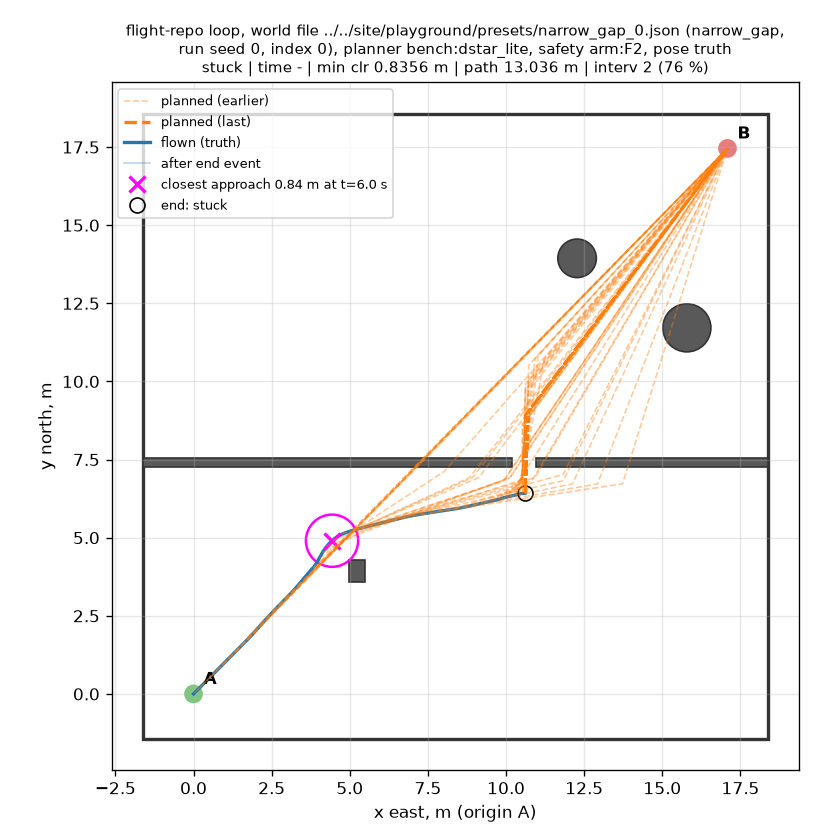 flight-repo loop, world file ../../site/playground/presets/narrow_gap_0.json (narrow_gap,
run seed 0, index 0), planner bench:dstar_lite, safety arm:F2, pose truth
stuck | time - | min clr 0.8356 m | path 13.036 m | interv 2 (76 %)
planned (earlier)
planned (last)
flown (truth)
after end event
closest approach 0.84 m at t=6.0 s
end: stuck
B
A
17.5
15.0
12.5
10.0
7.5
5.0
2.5
0.0
y north, m
−2.5 0.0 2.5 5.0 7.5 10.0 12.5 15.0 17.5
x east, m (origin A)